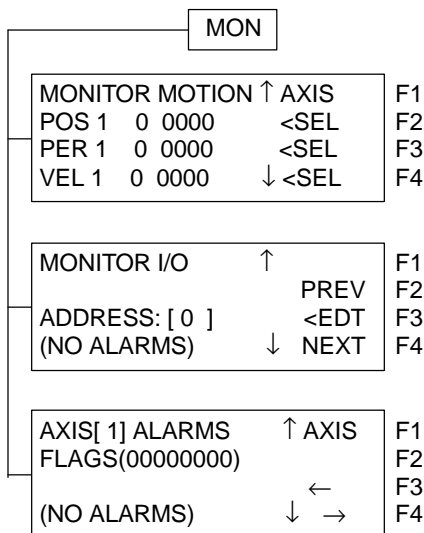 MON
MONITOR MOTION ↑ AXIS F1
POS 1 0 0000 <SEL F2
PER 1 0 0000 <SEL F3
VEL 1 0 0000 ↓ <SEL F4
MONITOR I/O ↑ F1
PREV F2
ADDRESS: [ 0 ] <EDT F3
(NO ALARMS) ↓ NEXT F4
AXIS[ 1] ALARMS ↑ AXIS F1
FLAGS(00000000) F2
← F3
(NO ALARMS) ↓ → F4